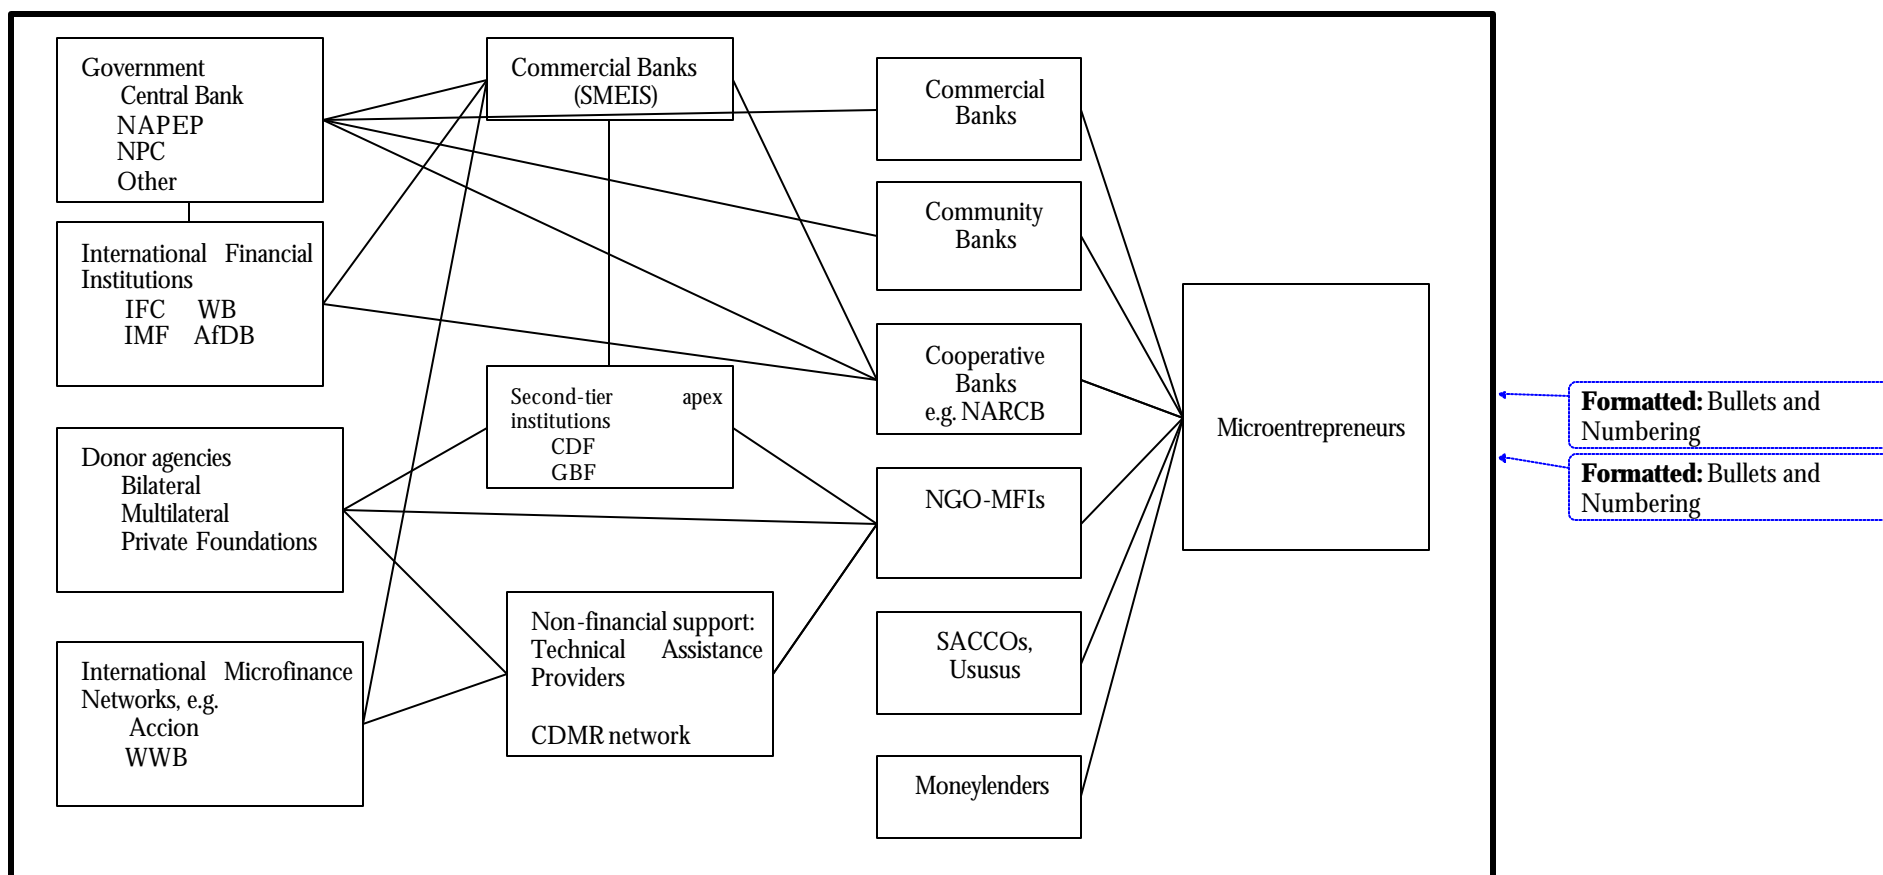 Government
Central Bank
NAPEP
NPC
Other
International Financial
Institutions
IFC WB
IMF AfDB
Donor agencies
Bilateral
Multilateral
Private Foundations
International Microfinance
Networks, e.g.
Accion
WWB
Commercial Banks
(SMEIS)
Second-tier apex
institutions
CDF
GBF
Non-financial support:
Technical Assistance
Providers
CDMR network
Commercial
Banks
Community
Banks
Cooperative
Banks
e.g. NARCB
NGO-MFIs
SACCOs,
Ususus
Moneylenders
Microentrepreneurs
Formatted: Bullets and
Numbering
Formatted: Bullets and
Numbering